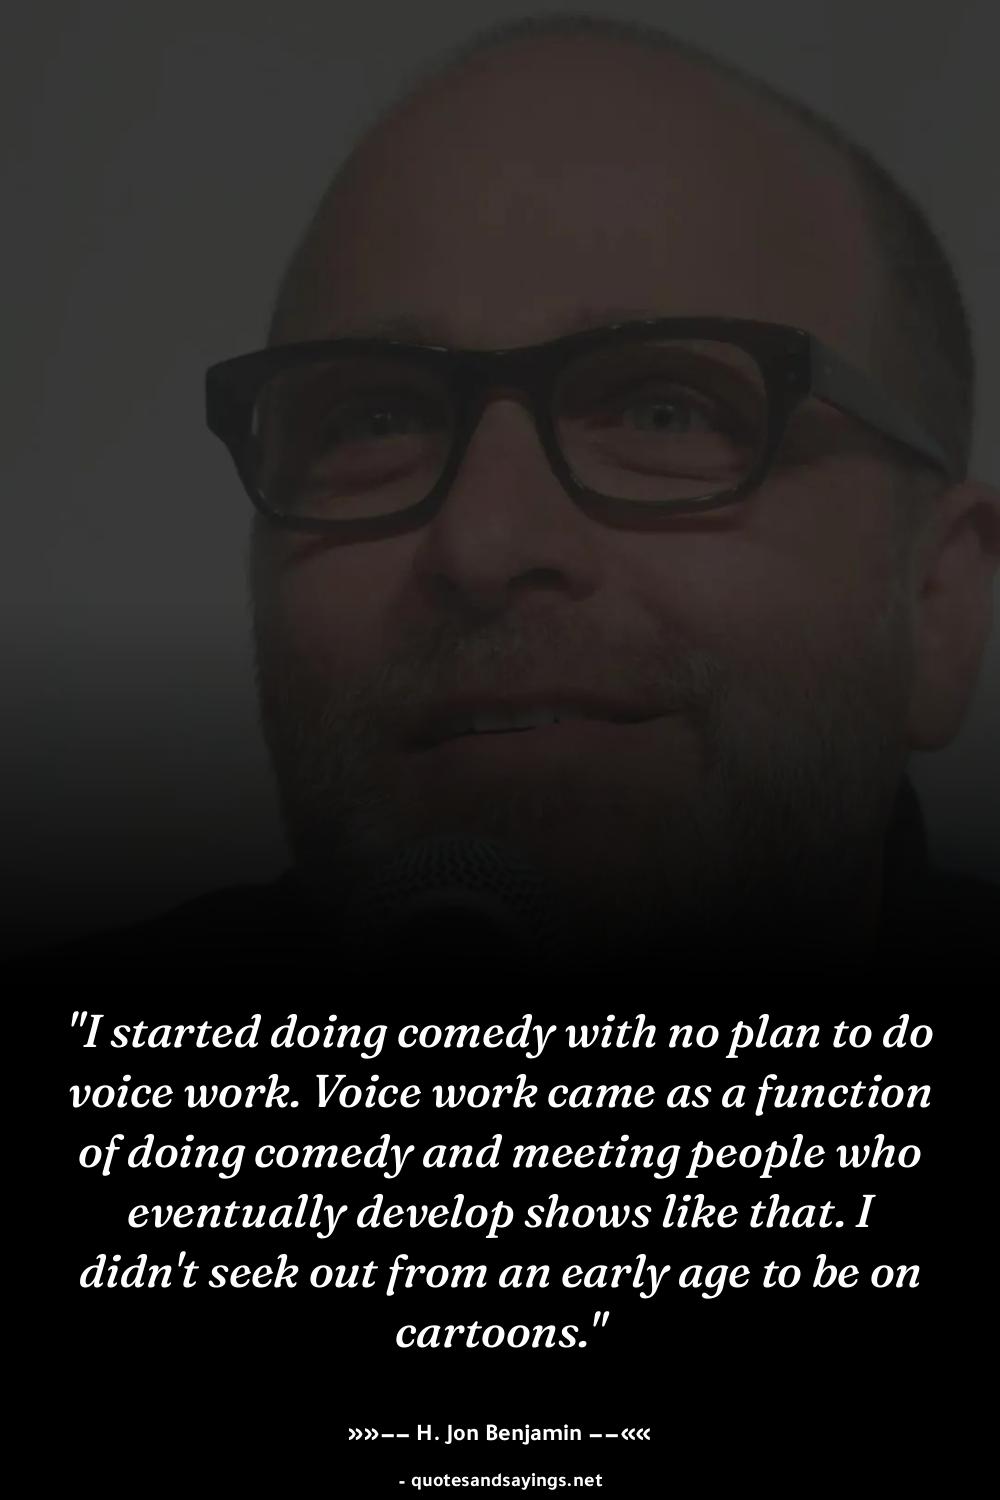 "I started doing comedy with no plan to do
voice work. Voice work came as a function
of doing comedy and meeting people who
eventually develop shows like that. I
didn't seek out from an early age to be on
cartoons."
»»–– H. Jon Benjamin ––««
- quotesandsayings.net